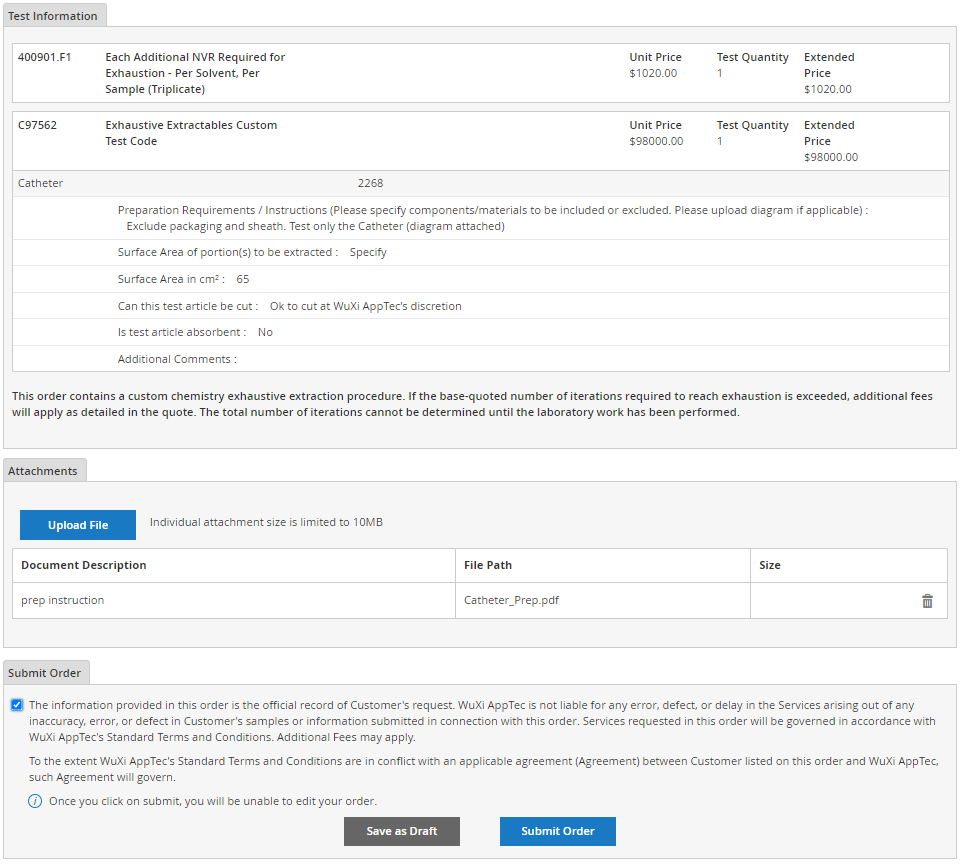 Test Information
400901.F1 Each Additional NVR Required for Unit Price Test Quantity Extended
Exhaustion - Per Solvent, Per $1020.00 1 Price
Sample (Triplicate) $1020.00
C97562 Exhaustive Extractables Custom Unit Price Test Quantity Extended
Test Code $98000.00 1 Price
$98000.00
Catheter 2268
Preparation Requirements / Instructions (Please specify components/materials to be included or excluded. Please upload diagram if applicable) :
Exclude packaging and sheath. Test only the Catheter (diagram attached)
Surface Area of portion(s) to be extracted : Specify
Surface Area in cm² : 65
Can this test article be cut : Ok to cut at WuXi AppTec's discretion
Is test article absorbent : No
Additional Comments :
This order contains a custom chemistry exhaustive extraction procedure. If the base-quoted number of iterations required to reach exhaustion is exceeded, additional fees
will apply as detailed in the quote. The total number of iterations cannot be determined until the laboratory work has been performed.
Attachments
Upload File Individual attachment size is limited to 10MB
Document Description File Path Size
prep instruction Catheter_Prep.pdf
Submit Order
The information provided in this order is the official record of Customer's request. WuXi AppTec is not liable for any error, defect, or delay in the Services arising out of any
inaccuracy, error, or defect in Customer's samples or information submitted in connection with this order. Services requested in this order will be governed in accordance with
WuXi AppTec's Standard Terms and Conditions. Additional Fees may apply.
To the extent WuXi AppTec's Standard Terms and Conditions are in conflict with an applicable agreement (Agreement) between Customer listed on this order and WuXi AppTec,
such Agreement will govern.
Once you click on submit, you will be unable to edit your order.
Save as Draft Submit Order